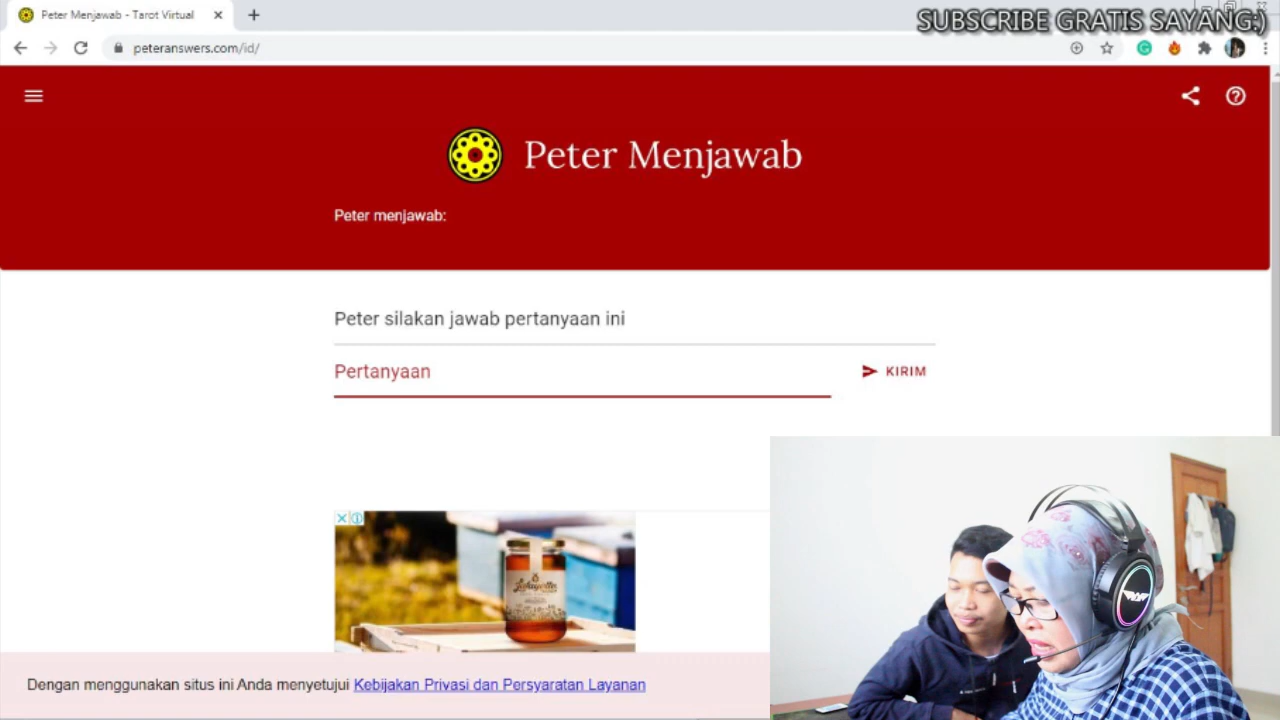 Peter Menjawab - Tarot Virtual
SUBSCRIBE GRATIS SAYANG:)
peteranswers.com/id/
Peter Menjawab
Peter menjawab:
Peter silakan jawab pertanyaan ini
Pertanyaan
KIRIM
Dengan menggunakan situs ini Anda menyetujui Kebijakan Privasi dan Persyaratan Layanan